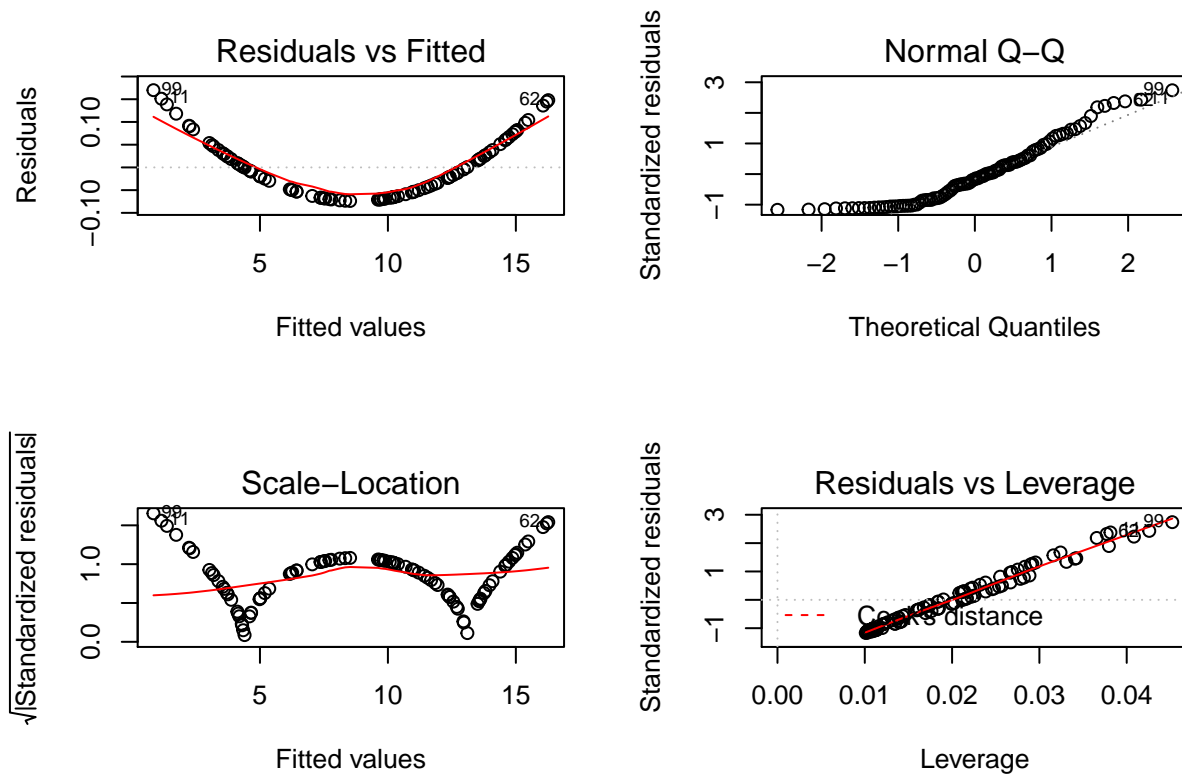 Residuals vs Fitted
Residuals
0.10
−0.10
5
10
15
Fitted values
99
11
62
Normal Q−Q
Standardized residuals
3
1
−1
−2
−1
0
1
2
Theoretical Quantiles
99
11
Scale−Location
√|Standardized residuals|
1.0
0.0
5
10
15
Fitted values
99
11
62
Residuals vs Leverage
Standardized residuals
3
1
−1
0.00
0.01
0.02
0.03
0.04
Leverage
99
11
Cook's distance